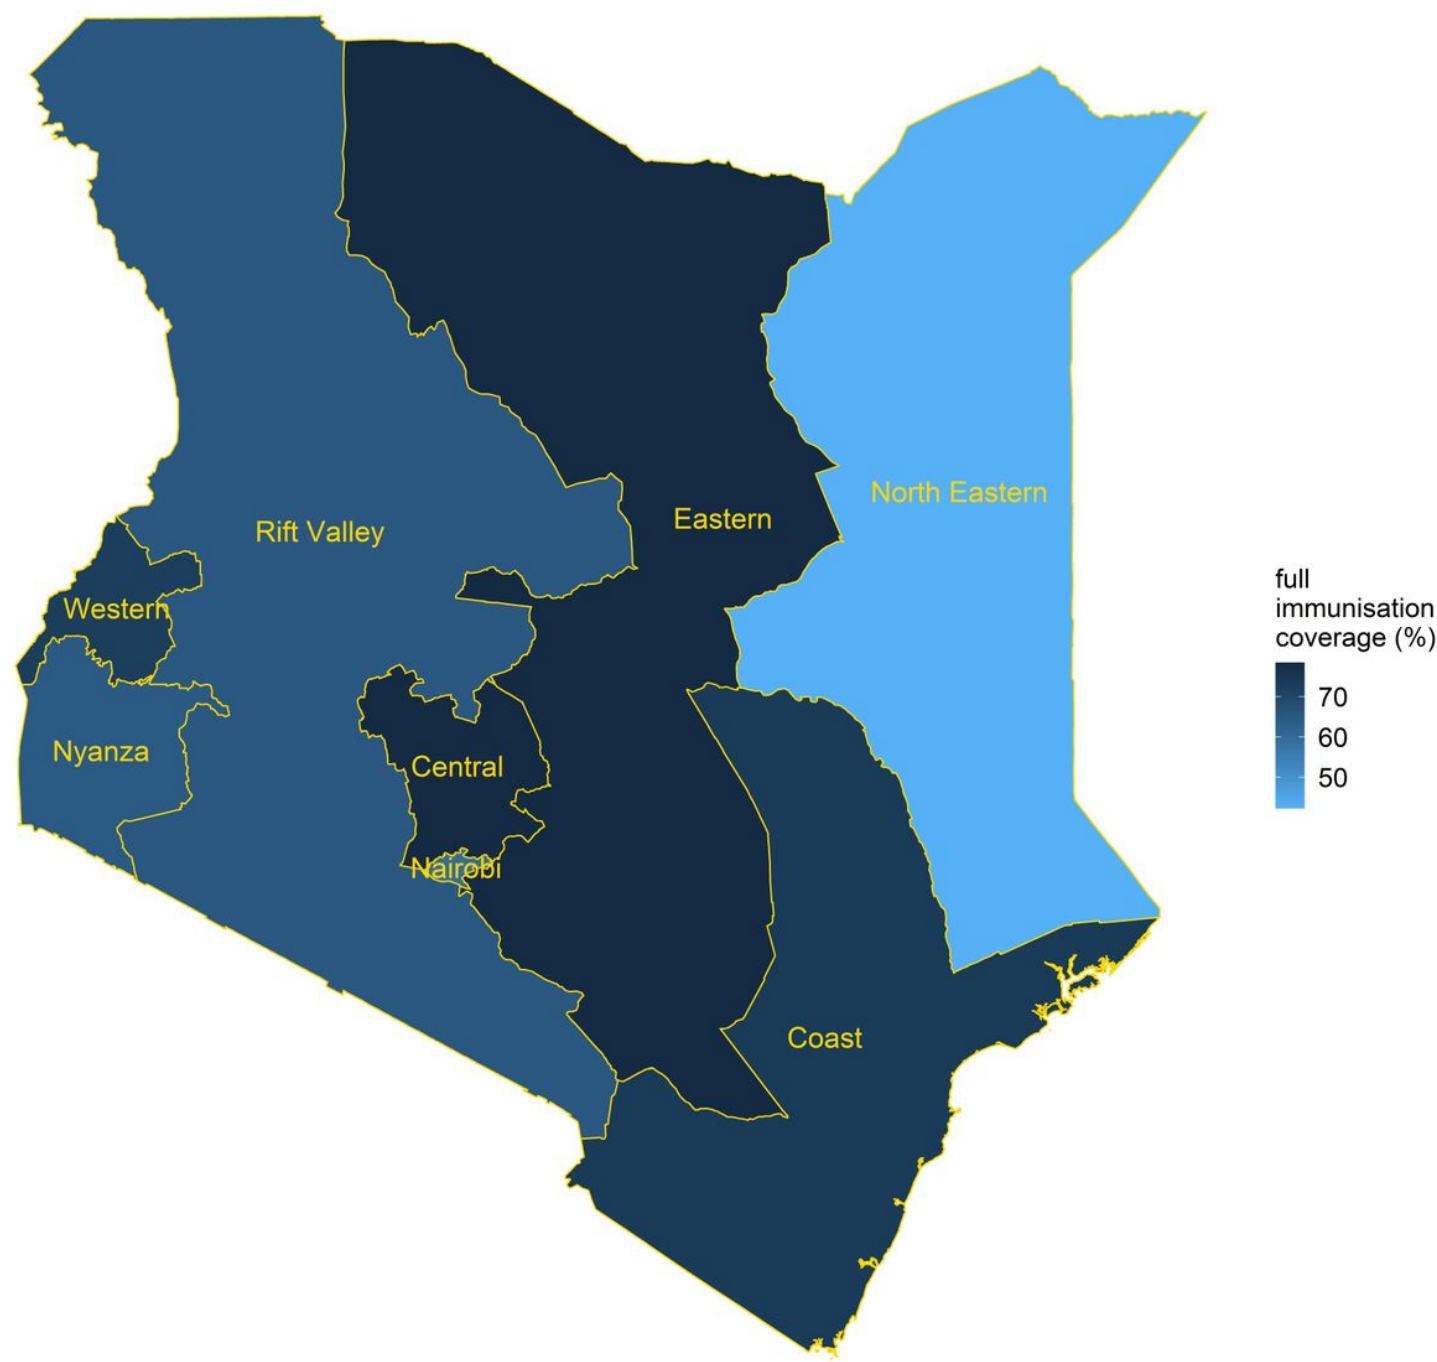 North Eastern
Eastern
Rift Valley
Western
Nyanza
Central
Nairobi
Coast
full
immunisation
coverage (%)
70
60
50